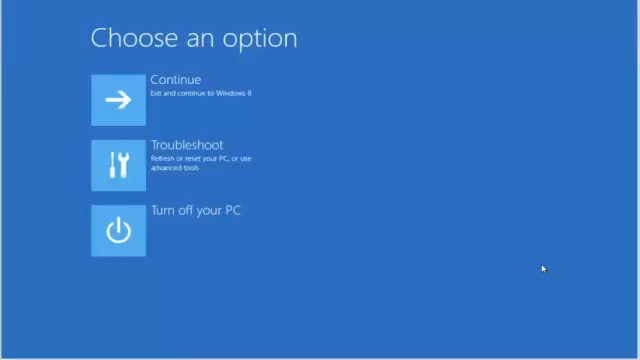 Choose an option
Continue
Exit and continue to Windows 8
Troubleshoot
Refresh or reset your PC, or use
advanced tools
Turn off your PC